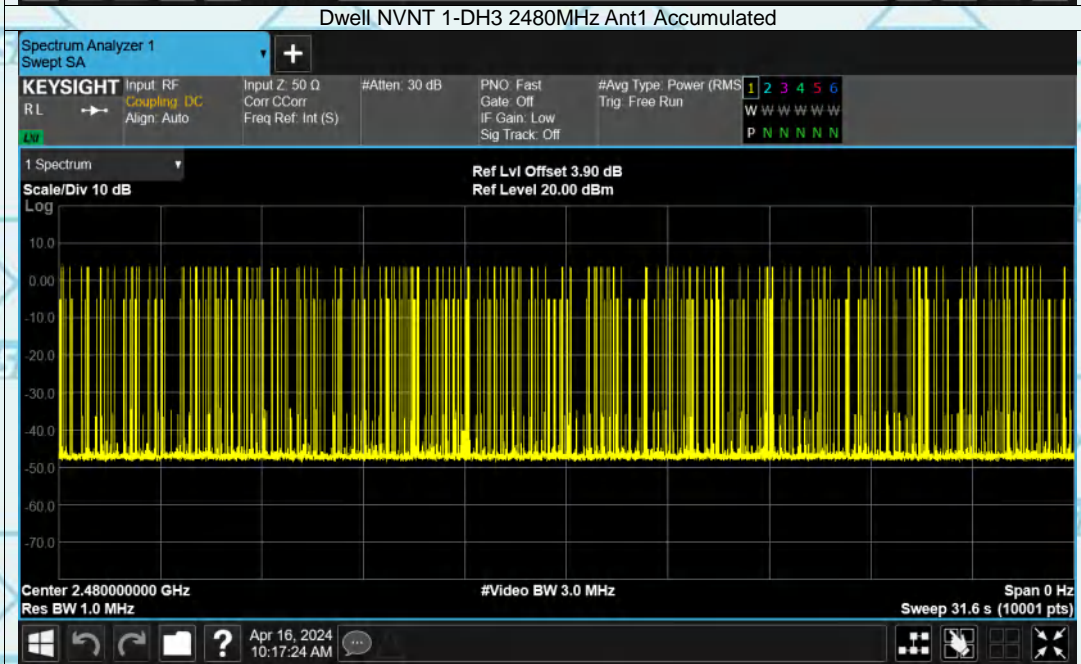 Dwell NVNT 1-DH3 2480MHz Ant1 Accumulated
Spectrum Analyzer 1
Swept SA
+
KEYSIGHT Input: RF Input Z: 50 Ω #Atten: 30 dB PNO: Fast #Avg Type: Power (RMS 1 2 3 4 5 6
RL Coupling: DC Corr CCorr Gate: Off Trig: Free Run W W W W W W
Align: Auto Freq Ref: Int (S) IF Gain: Low P N N N N N
LXI Sig Track: Off
1 Spectrum
Ref Lvl Offset 3.90 dB
Scale/Div 10 dB Ref Level 20.00 dBm
Log
10.0
0.00
-10.0
-20.0
-30.0
-40.0
-50.0
-60.0
-70.0
Center 2.480000000 GHz #Video BW 3.0 MHz Span 0 Hz
Res BW 1.0 MHz Sweep 31.6 s (10001 pts)
? Apr 16, 2024
10:17:24 AM